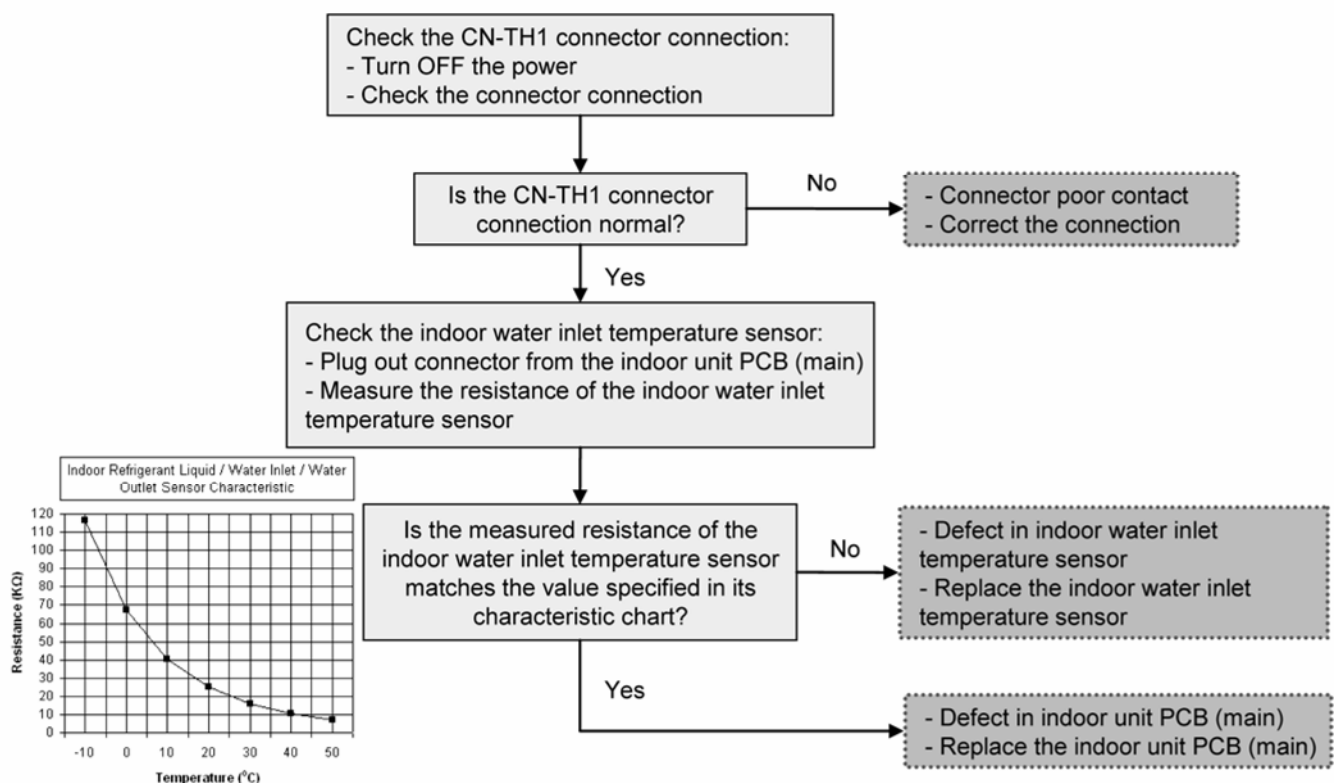 Check the CN-TH1 connector connection:
- Turn OFF the power
- Check the connector connection
Is the CN-TH1 connector
connection normal?
No
- Connector poor contact
- Correct the connection
Yes
Check the indoor water inlet temperature sensor:
- Plug out connector from the indoor unit PCB (main)
- Measure the resistance of the indoor water inlet
temperature sensor
Indoor Refrigerant Liquid / Water Inlet / Water
Outlet Sensor Characteristic
120
110
100
90
80
70
60
50
40
30
20
10
0
Resistance (KΩ)
-10
0
10
20
30
40
50
Temperature (⁰C)
Is the measured resistance of the
indoor water inlet temperature sensor
matches the value specified in its
characteristic chart?
No
- Defect in indoor water inlet
temperature sensor
- Replace the indoor water inlet
temperature sensor
Yes
- Defect in indoor unit PCB (main)
- Replace the indoor unit PCB (main)